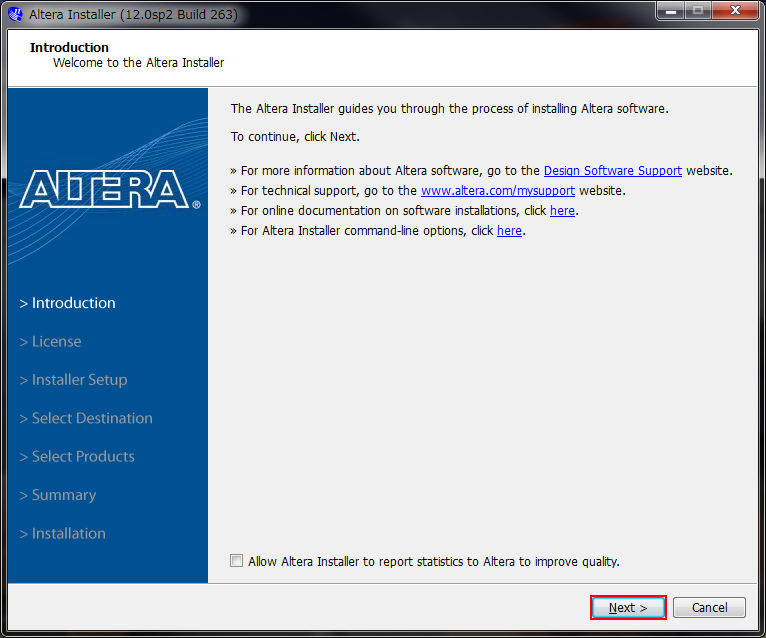 Altera Installer (12.0sp2 Build 263)
Introduction
Welcome to the Altera Installer
ALTERA®
> Introduction
> License
> Installer Setup
> Select Destination
> Select Products
> Summary
> Installation
The Altera Installer guides you through the process of installing Altera software.
To continue, click Next.
» For more information about Altera software, go to the Design Software Support website.
» For technical support, go to the www.altera.com/mysupport website.
» For online documentation on software installations, click here.
» For Altera Installer command-line options, click here.
Allow Altera Installer to report statistics to Altera to improve quality.
Next >
Cancel